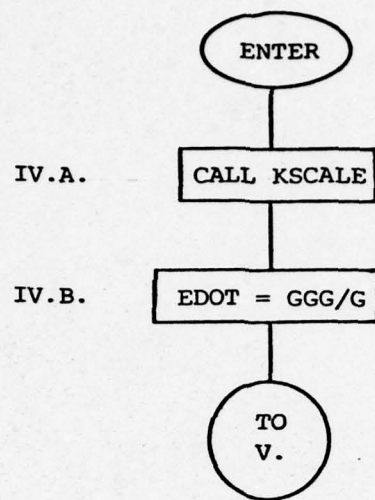 ENTER
IV.A. CALL KSCALE
IV.B. EDOT = GGG/G
TO
V.